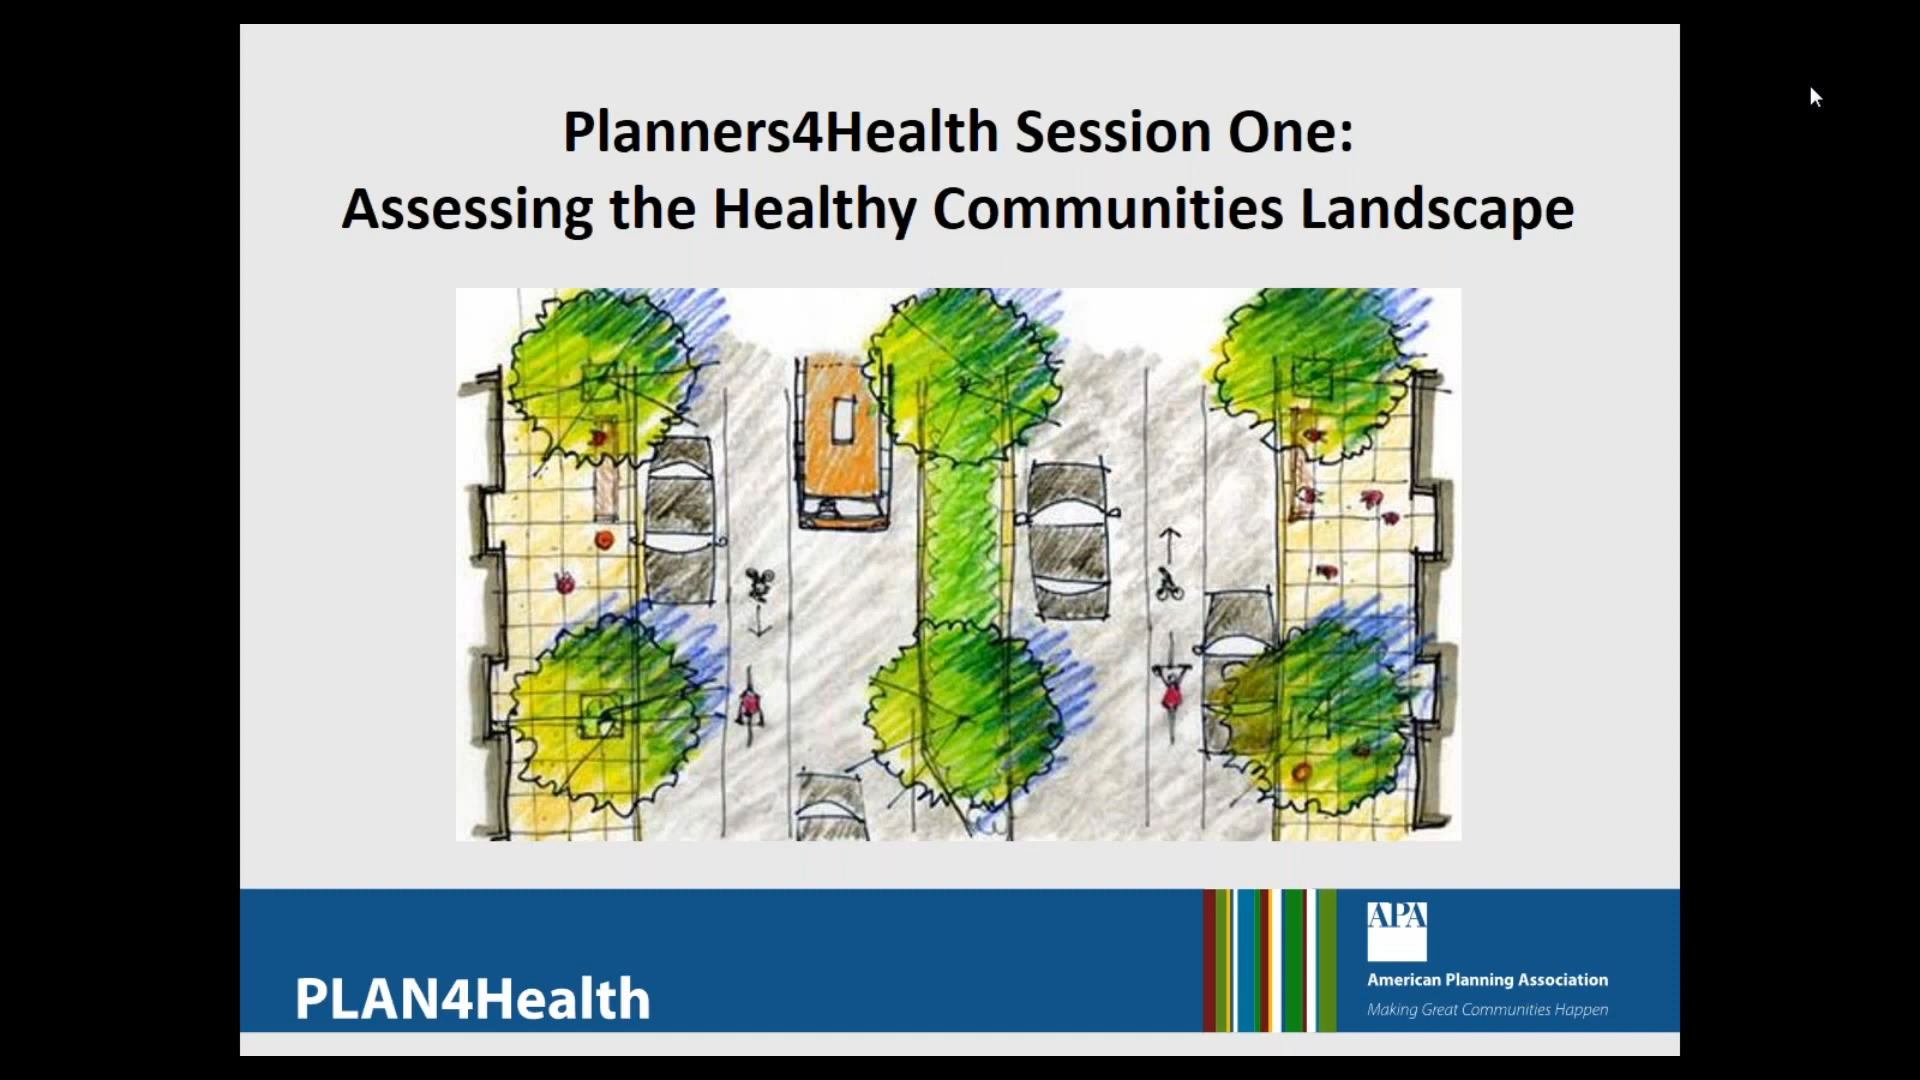 Planners4Health Session One:
Assessing the Healthy Communities Landscape
PLAN4Health
APA
American Planning Association
Making Great Communities Happen